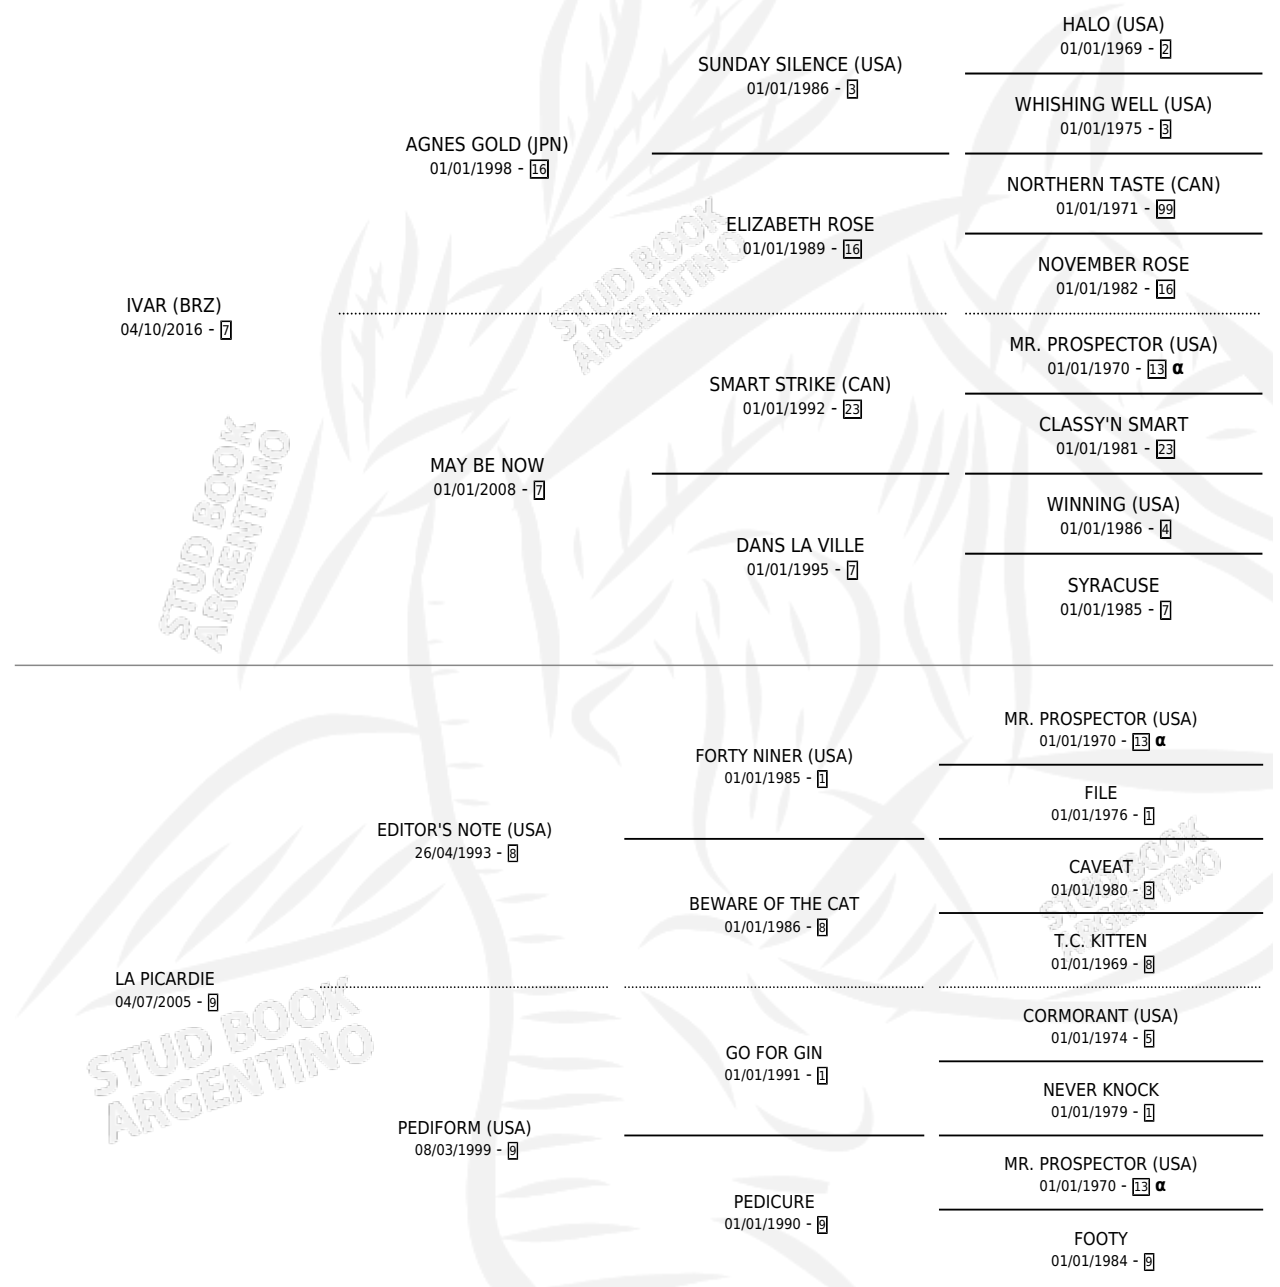 HALO (USA)
01/01/1969 - 2
SUNDAY SILENCE (USA)
01/01/1986 - 3
WHISHING WELL (USA)
01/01/1975 - 3
AGNES GOLD (JPN)
01/01/1998 - 16
NORTHERN TASTE (CAN)
01/01/1971 - 99
ELIZABETH ROSE
01/01/1989 - 16
NOVEMBER ROSE
01/01/1982 - 16
IVAR (BRZ)
04/10/2016 - 7
MR. PROSPECTOR (USA)
01/01/1970 - 13 α
SMART STRIKE (CAN)
01/01/1992 - 23
CLASSY'N SMART
01/01/1981 - 23
MAY BE NOW
01/01/2008 - 7
WINNING (USA)
01/01/1986 - 4
DANS LA VILLE
01/01/1995 - 7
SYRACUSE
01/01/1985 - 7
MR. PROSPECTOR (USA)
01/01/1970 - 13 α
FORTY NINER (USA)
01/01/1985 - 1
FILE
01/01/1976 - 1
EDITOR'S NOTE (USA)
26/04/1993 - 8
CAVEAT
01/01/1980 - 3
BEWARE OF THE CAT
01/01/1986 - 8
T.C. KITTEN
01/01/1969 - 8
LA PICARDIE
04/07/2005 - 9
CORMORANT (USA)
01/01/1974 - 5
GO FOR GIN
01/01/1991 - 1
NEVER KNOCK
01/01/1979 - 1
PEDIFORM (USA)
08/03/1999 - 9
MR. PROSPECTOR (USA)
01/01/1970 - 13 α
PEDICURE
01/01/1990 - 9
FOOTY
01/01/1984 - 9
STUD BOOK
ARGENTINO
STUD BOOK
ARGENTINO
STUD BOOK
ARGENTINO
STUD BOOK
ARGENTINO